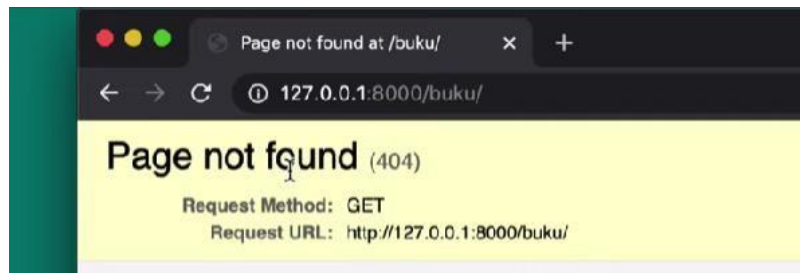 Page not found at /buku/
127.0.0.1:8000/buku/
Page not found (404)
Request Method: GET
Request URL: http://127.0.0.1:8000/buku/